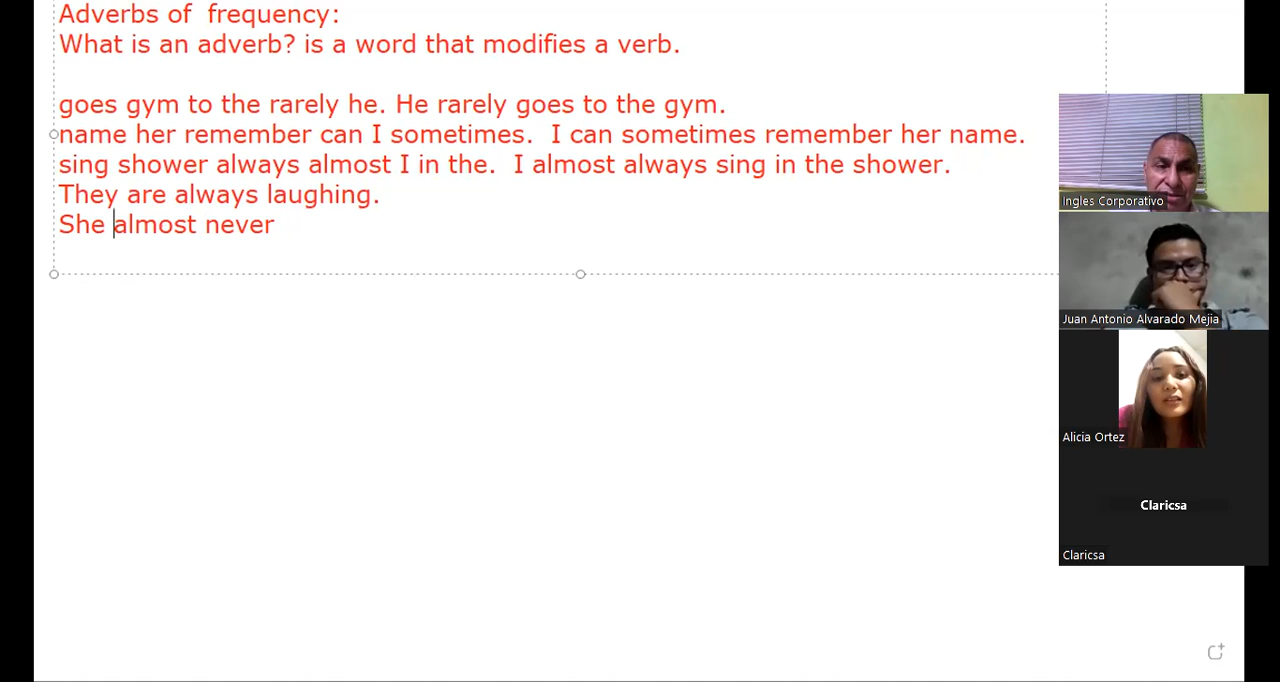 Adverbs of  frequency:
What is an adverb? is a word that modifies a verb.
goes gym to the rarely he. He rarely goes to the gym.
name her remember can I sometimes.  I can sometimes remember her name.
sing shower always almost I in the.  I almost always sing in the shower.
They are always laughing.
She almost never
Ingles Corporativo
Juan Antonio Alvarado Mejia
Alicia Ortez
Claricsa
Claricsa